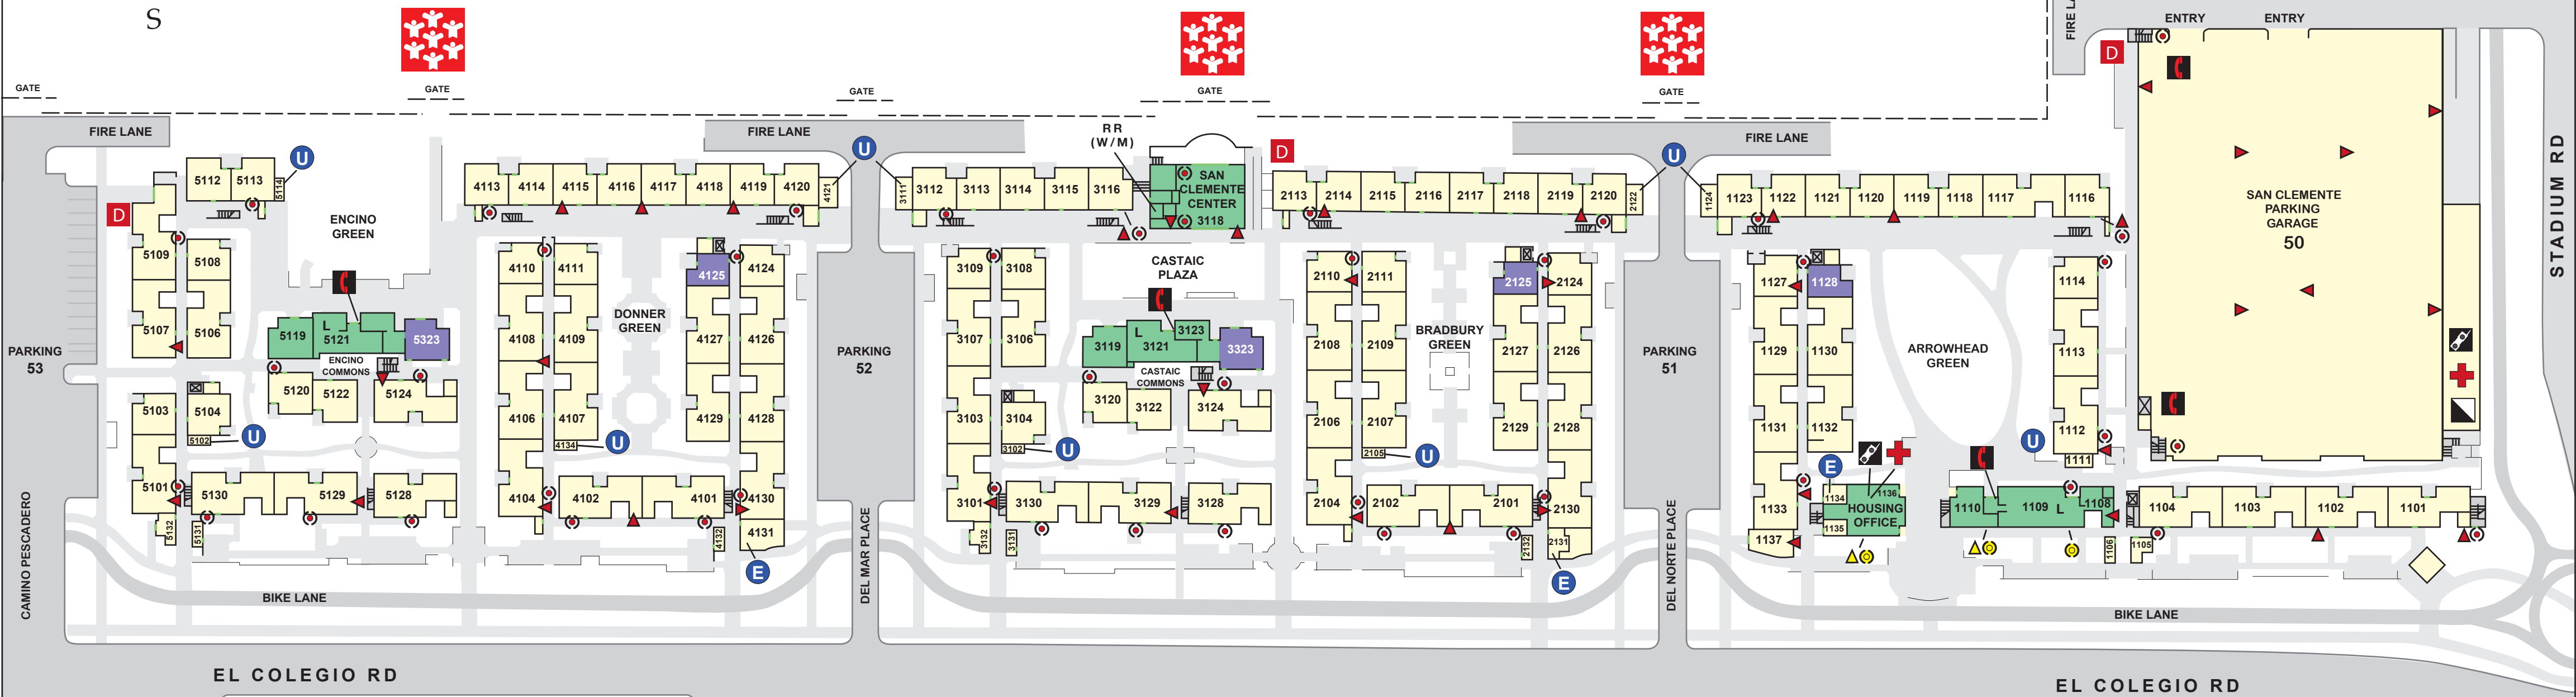 S
ENTRY
ENTRY
FIRE LA
D
GATE
GATE
GATE
GATE
GATE
FIRE LANE
FIRE LANE
FIRE LANE
RR
(W/M)
STADIUM RD
SAN CLEMENTE
PARKING
GARAGE
50
D
5112
5113
5114
U
5109
5108
5107
5106
ENCINO
GREEN
5119
L
5121
5323
ENCINO
COMMONS
5120
5122
5124
5103
5104
5102
U
5101
5130
5129
5128
5132
5131
PARKING
53
CAMINO PESCADERO
4113
4114
4115
4116
4117
4118
4119
4120
4121
U
4110
4111
4108
4109
4106
4107
4134
U
4104
4102
4101
4132
DONNER
GREEN
4125
4124
4127
4126
4129
4128
4130
4131
E
PARKING
52
DEL MAR PLACE
3111
3112
3113
3114
3115
3116
SAN
CLEMENTE
CENTER
3118
D
CASTAIC
PLAZA
3109
3108
3107
3106
3103
3104
3102
U
3101
3130
3129
3128
3132
3131
3119
L
3121
3123
3323
CASTAIC
COMMONS
3120
3122
3124
2113
2114
2115
2116
2117
2118
2119
2120
2122
U
2110
2111
2108
2109
2106
2107
2105
U
2104
2102
2101
2132
BRADBURY
GREEN
2125
2124
2127
2126
2129
2128
2130
2131
E
PARKING
51
DEL NORTE PLACE
1124
1123
1122
1121
1120
1119
1118
1117
1116
1127
1128
1129
1130
1131
1132
1133
1137
E
1134
1135
1136
HOUSING
OFFICE
ARROWHEAD
GREEN
1114
1113
1112
1111
U
1110
1109
L
1108
1106
1105
1104
1103
1102
1101
BIKE LANE
BIKE LANE
EL COLEGIO RD
EL COLEGIO RD